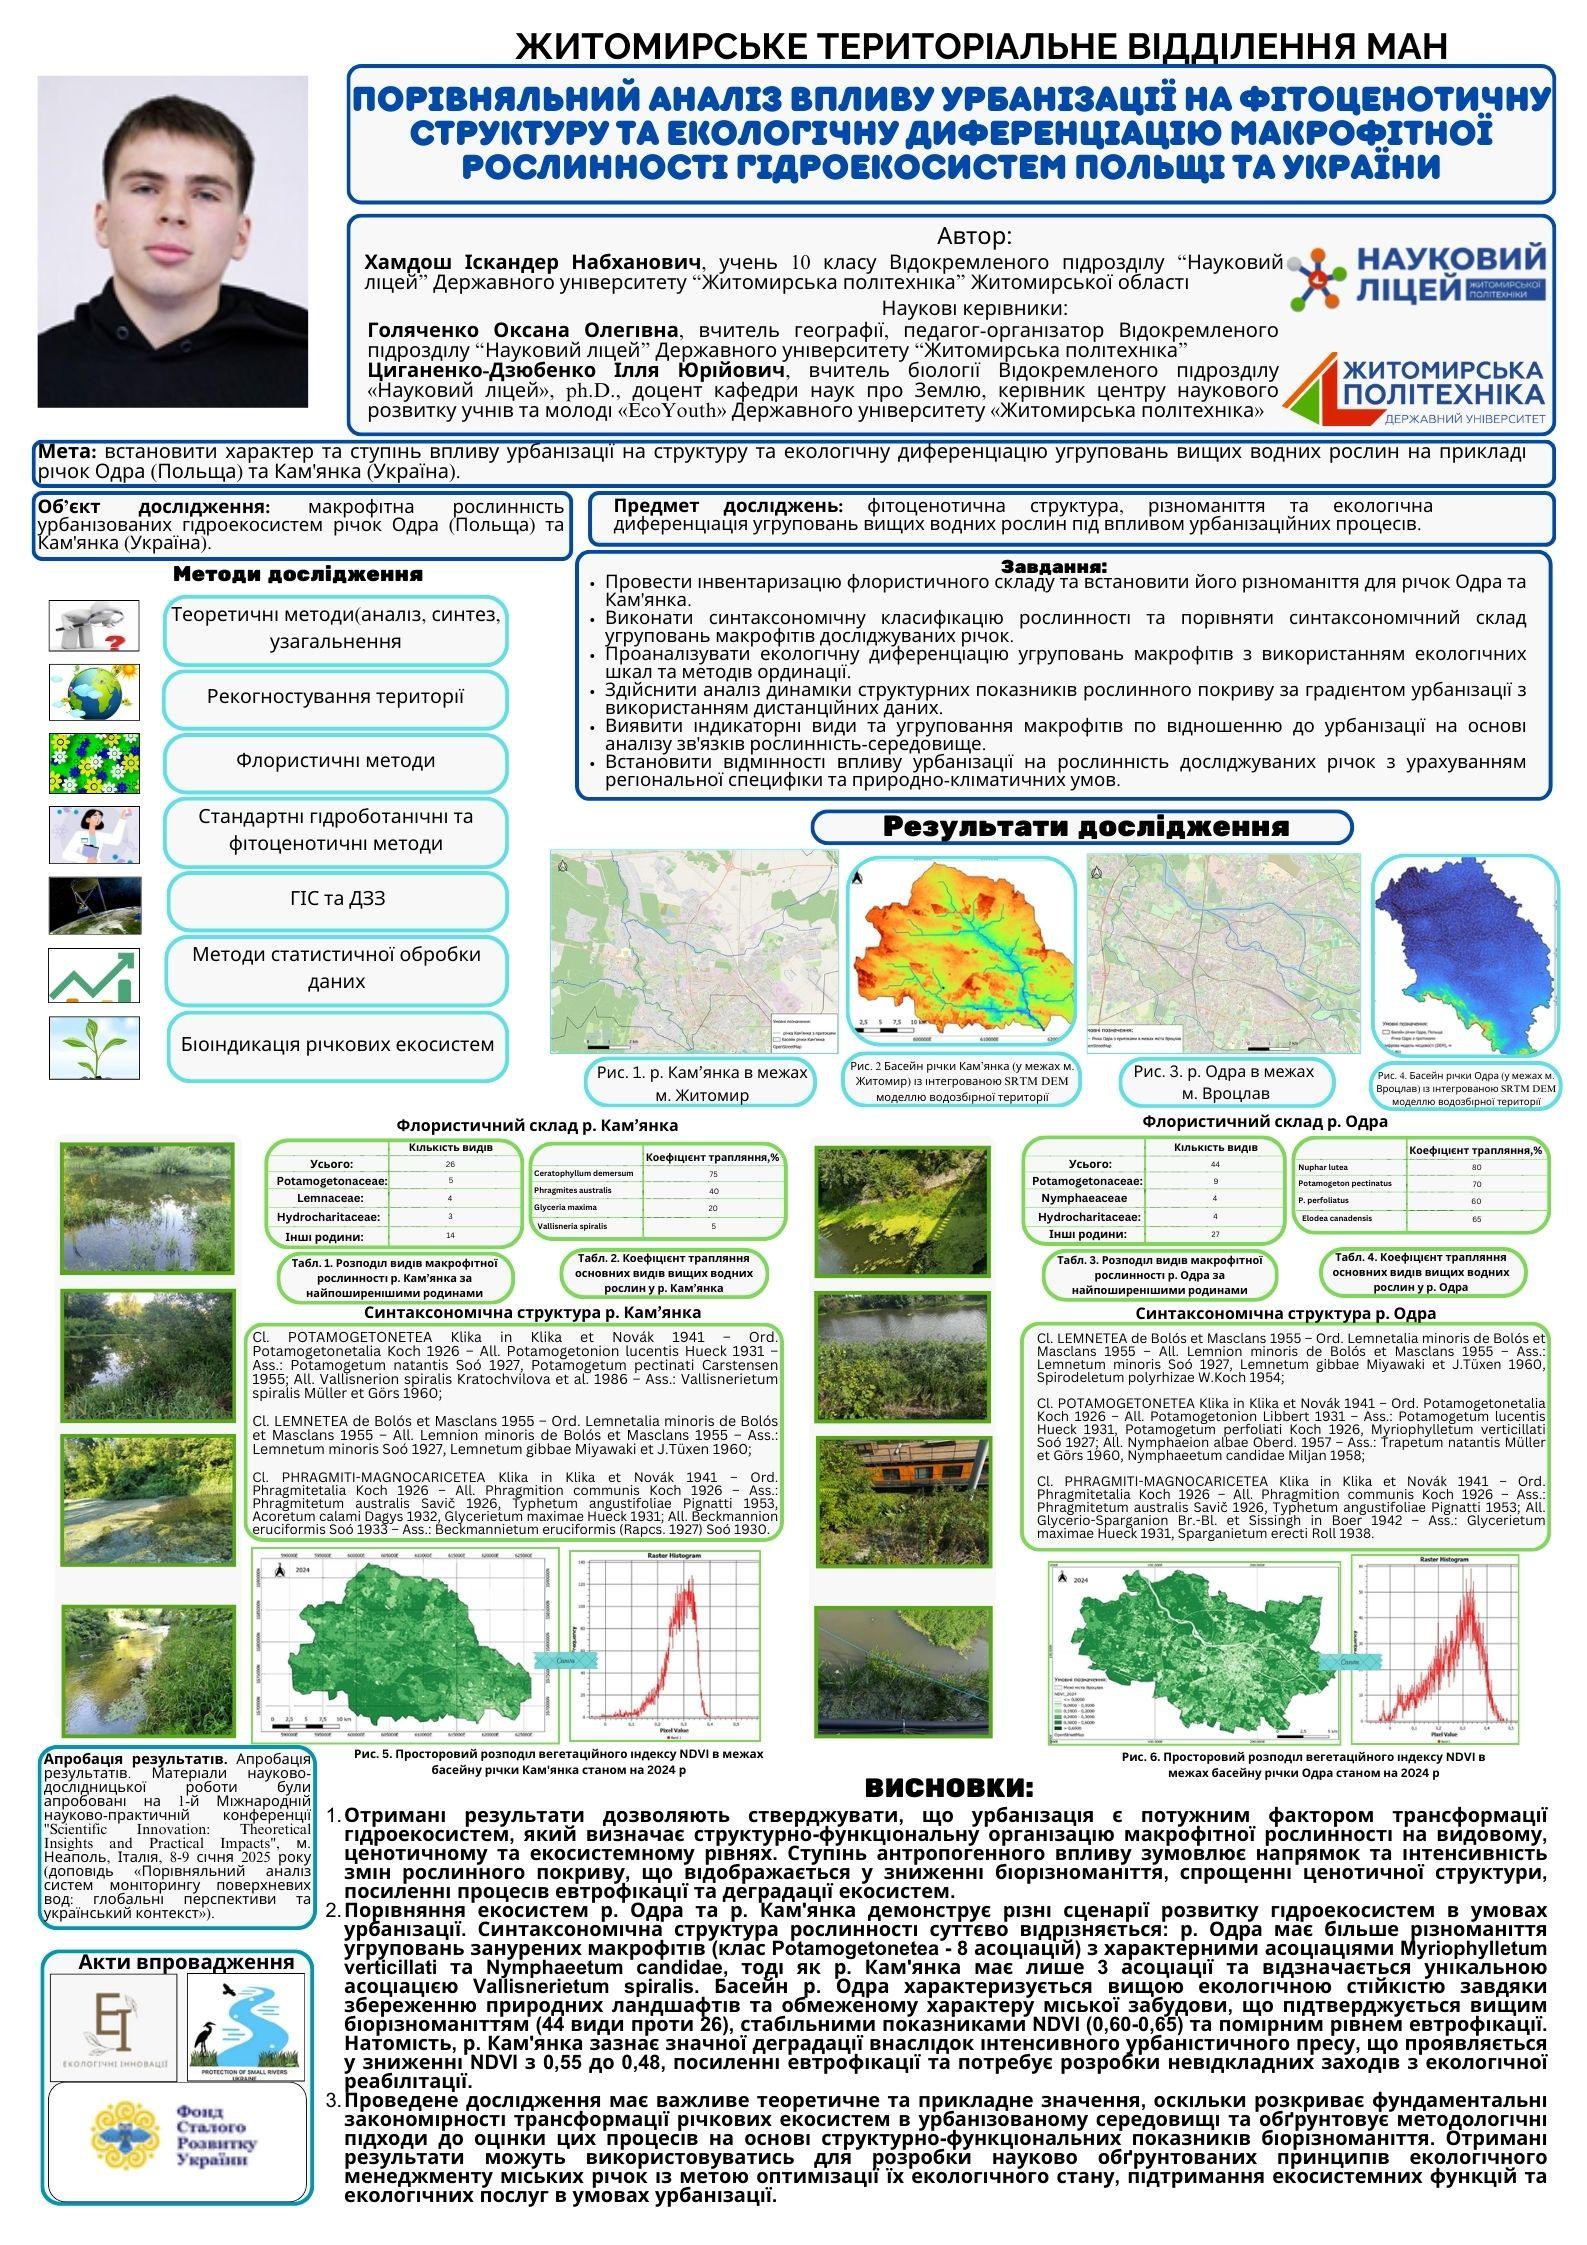 ЖИТОМИРСЬКЕ ТЕРИТОРІАЛЬНЕ ВІДДІЛЕННЯ МАН
ПОРІВНЯЛЬНИЙ АНАЛІЗ ВПЛИВУ УРБАНІЗАЦІЇ НА ФІТОЦЕНОТИЧНУ
СТРУКТУРУ ТА ЕКОЛОГІЧНУ ДИФЕРЕНЦІАЦІЮ МАКРОФІТНОЇ
РОСЛИННОСТІ ГІДРОЕКОСИСТЕМ ПОЛЬЩІ ТА УКРАЇНИ
Автор:
Хамдош Іскандер Набханович, учень 10 класу Відокремленого підрозділу “Науковий
ліцей” Державного університету “Житомирська політехніка” Житомирської області
Наукові керівники:
Голяченко Оксана Олегівна, вчитель географії, педагог-організатор Відокремленого
підрозділу “Науковий ліцей” Державного університету “Житомирська політехніка”
Циганенко-Дзюбенко Ілля Юрійович, вчитель біології Відокремленого підрозділу
«Науковий ліцей», ph.D., доцент кафедри наук про Землю, керівник центру наукового
розвитку учнів та молоді «EcoYouth» Державного університету «Житомирська політехніка»
НАУКОВИЙ
ЛІЦЕЙ ЖИТОМИРСЬКОЇ
ПОЛІТЕХНІКИ
ЖИТОМИРСЬКА
ПОЛІТЕХНІКА
ДЕРЖАВНИЙ УНІВЕРСИТЕТ
Мета: встановити характер та ступінь впливу урбанізації на структуру та екологічну диференціацію угруповань вищих водних рослин на прикладі
річок Одра (Польща) та Кам'янка (Україна).
Об’єкт дослідження: макрофітна рослинність
урбанізованих гідроекосистем річок Одра (Польща) та
Кам'янка (Україна).
Предмет досліджень: фітоценотична структура, різноманіття та екологічна
диференціація угруповань вищих водних рослин під впливом урбанізаційних процесів.
Методи дослідження
Теоретичні методи(аналіз, синтез,
узагальнення
Рекогностування території
Флористичні методи
Стандартні гідроботанічні та
фітоценотичні методи
ГІС та ДЗЗ
Методи статистичної обробки
даних
Біоіндикація річкових екосистем
Завдання:
• Провести інвентаризацію флористичного складу та встановити його різноманіття для річок Одра та
Кам'янка.
• Виконати синтаксономічну класифікацію рослинності та порівняти синтаксономічний склад
угруповань макрофітів досліджуваних річок.
• Проаналізувати екологічну диференціацію угруповань макрофітів з використанням екологічних
шкал та методів ординації.
• Здійснити аналіз динаміки структурних показників рослинного покриву за градієнтом урбанізації з
використанням дистанційних даних.
• Виявити індикаторні види та угруповання макрофітів по відношенню до урбанізації на основі
аналізу зв'язків рослинність-середовище.
• Встановити відмінності впливу урбанізації на рослинність досліджуваних річок з урахуванням
регіональної специфіки та природно-кліматичних умов.
Результати дослідження
Рис. 1. р. Кам’янка в межах
м. Житомир
Рис. 2 Басейн річки Кам’янка (у межах м.
Житомир) із інтегрованою SRTM DEM
моделлю водозбірної території
Рис. 3. р. Одра в межах
м. Вроцлав
Рис. 4. Басейн річки Одра (у межах м.
Вроцлав) із інтегрованою SRTM DEM
моделлю водозбірної території
Флористичний склад р. Кам’янка
Кількість видів
Усього: 26
Potamogetonaceae: 5
Lemnaceae: 4
Hydrocharitaceae: 3
Інші родини: 14
Коефіцієнт трапляння,%
Ceratophyllum demersum 75
Phragmites australis 40
Glyceria maxima 20
Vallisneria spiralis 5
Табл. 1. Розподіл видів макрофітної
рослинності р. Кам’янка за
найпоширенішими родинами
Табл. 2. Коефіцієнт трапляння
основних видів вищих водних
рослин у р. Кам’янка
Флористичний склад р. Одра
Кількість видів
Усього: 44
Potamogetonaceae: 9
Nymphaeaceae 4
Hydrocharitaceae: 4
Інші родини: 27
Коефіцієнт трапляння,%
Nuphar lutea 80
Potamogeton pectinatus 70
P. perfoliatus 60
Elodea canadensis 65
Табл. 3. Розподіл видів макрофітної
рослинності р. Одра за
найпоширенішими родинами
Табл. 4. Коефіцієнт трапляння
основних видів вищих водних
рослин у р. Одра
Синтаксономічна структура р. Кам’янка
Cl. POTAMOGETONETEA Klika in Klika et Novák 1941 – Ord.
Potamogetonetalia Koch 1926 – All. Potamogetonion lucentis Hueck 1931 –
Ass.: Potamogetum natantis Soó 1927, Potamogetum pectinati Carstensen
1955; All. Vallisnerion spiralis Kratochvílova et al. 1986 – Ass.: Vallisnerietum
spiralis Müller et Görs 1960;
Cl. LEMNETEA de Bolós et Masclans 1955 – Ord. Lemnetalia minoris de Bolós
et Masclans 1955 – All. Lemnion minoris de Bolós et Masclans 1955 – Ass.:
Lemnetum minoris Soó 1927, Lemnetum gibbae Miyawaki et J.Tüxen 1960;
Cl. PHRAGMITI-MAGNOCARICETEA Klika in Klika et Novák 1941 – Ord.
Phragmitetalia Koch 1926 – All. Phragmition communis Koch 1926 – Ass.:
Phragmitetum australis Savič 1926, Typhetum angustifoliae Pignatti 1953,
Acoretum calami Dagys 1932, Glycerietum maximae Hueck 1931; All. Beckmannion
eruciformis Soó 1933 – Ass.: Beckmannietum eruciformis (Rapcs. 1927) Soó 1930.
Синтаксономічна структура р. Одра
Cl. LEMNETEA de Bolós et Masclans 1955 – Ord. Lemnetalia minoris de Bolós et
Masclans 1955 – All. Lemnion minoris de Bolós et Masclans 1955 – Ass.:
Lemnetum minoris Soó 1927, Lemnetum gibbae Miyawaki et J.Tüxen 1960,
Spirodeletum polyrhizae W.Koch 1954;
Cl. POTAMOGETONETEA Klika in Klika et Novák 1941 – Ord. Potamogetonetalia
Koch 1926 – All. Potamogetonion Libbert 1931 – Ass.: Potamogetum lucentis
Hueck 1931, Potamogetum perfoliati Koch 1926, Myriophylletum verticillati
Soó 1927; All. Nymphaeion albae Oberd. 1957 – Ass.: Trapetum natantis Müller
et Görs 1960, Nymphaeetum candidae Miljan 1958;
Cl. PHRAGMITI-MAGNOCARICETEA Klika in Klika et Novák 1941 – Ord.
Phragmitetalia Koch 1926 – All. Phragmition communis Koch 1926 – Ass.:
Phragmitetum australis Savič 1926, Typhetum angustifoliae Pignatti 1953; All.
Glycerio-Sparganion Br.-Bl. et Sissingh in Boer 1942 – Ass.: Glycerietum
maximae Hueck 1931, Sparganietum erecti Roll 1938.
2024
Raster Histogram
Pixel Value
2024
Raster Histogram
Pixel Value
Рис. 5. Просторовий розподіл вегетаційного індексу NDVI в межах
басейну річки Кам'янка станом на 2024 р
Рис. 6. Просторовий розподіл вегетаційного індексу NDVI в
межах басейну річки Одра станом на 2024 р
Апробація результатів. Апробація
результатів. Матеріали науково-
дослідницької роботи були
апробовані на 1-й Міжнародній
науково-практичній конференції
"Scientific Innovation: Theoretical
Insights and Practical Impacts", м.
Неаполь, Італія, 8-9 січня 2025 року
(доповідь «Порівняльний аналіз
систем моніторингу поверхневих
вод: глобальні перспективи та
український контекст»).
Акти впровадження
ЕКОЛОГІЧНІ ІННОВАЦІЇ
PROTECTION OF SMALL RIVERS
UKRAINE
Фонд
Сталого
Розвитку
України
ВИСНОВКИ:
1. Отримані результати дозволяють стверджувати, що урбанізація є потужним фактором трансформації
гідроекосистем, який визначає структурно-функціональну організацію макрофітної рослинності на видовому,
ценотичному та екосистемному рівнях. Ступінь антропогенного впливу зумовлює напрямок та інтенсивність
змін рослинного покриву, що відображається у зниженні біорізноманіття, спрощенні ценотичної структури,
посиленні процесів евтрофікації та деградації екосистем.
2. Порівняння екосистем р. Одра та р. Кам'янка демонструє різні сценарії розвитку гідроекосистем в умовах
урбанізації. Синтаксономічна структура рослинності суттєво відрізняється: р. Одра має більше різноманіття
угруповань занурених макрофітів (клас Potamogetonetea - 8 асоціацій) з характерними асоціаціями Myriophylletum
verticillati та Nymphaeetum candidae, тоді як р. Кам'янка має лише 3 асоціації та відзначається унікальною
асоціацією Vallisnerietum spiralis. Басейн р. Одра характеризується вищою екологічною стійкістю завдяки
збереженню природних ландшафтів та обмеженому характеру міської забудови, що підтверджується вищим
біорізноманіттям (44 види проти 26), стабільними показниками NDVI (0,60-0,65) та помірним рівнем евтрофікації.
Натомість, р. Кам'янка зазнає значної деградації внаслідок інтенсивного урбаністичного пресу, що проявляється
у зниженні NDVI з 0,55 до 0,48, посиленні евтрофікації та потребує розробки невідкладних заходів з екологічної
реабілітації.
3. Проведене дослідження має важливе теоретичне та прикладне значення, оскільки розкриває фундаментальні
закономірності трансформації річкових екосистем в урбанізованому середовищі та обґрунтовує методологічні
підходи до оцінки цих процесів на основі структурно-функціональних показників біорізноманіття. Отримані
результати можуть використовуватись для розробки науково обґрунтованих принципів екологічного
менеджменту міських річок із метою оптимізації їх екологічного стану, підтримання екосистемних функцій та
екологічних послуг в умовах урбанізації.